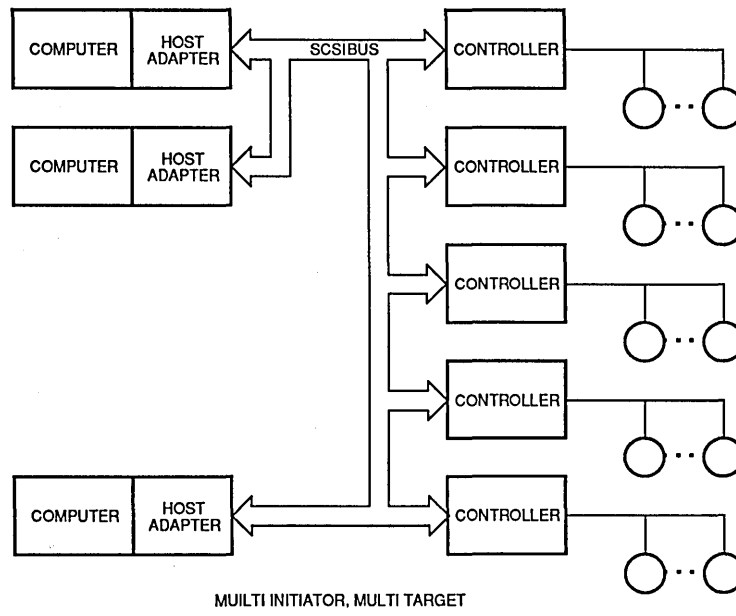 COMPUTER
HOST
ADAPTER
SCSIBUS
CONTROLLER
COMPUTER
HOST
ADAPTER
CONTROLLER
CONTROLLER
CONTROLLER
COMPUTER
HOST
ADAPTER
CONTROLLER
MUILTI INITIATOR, MULTI TARGET